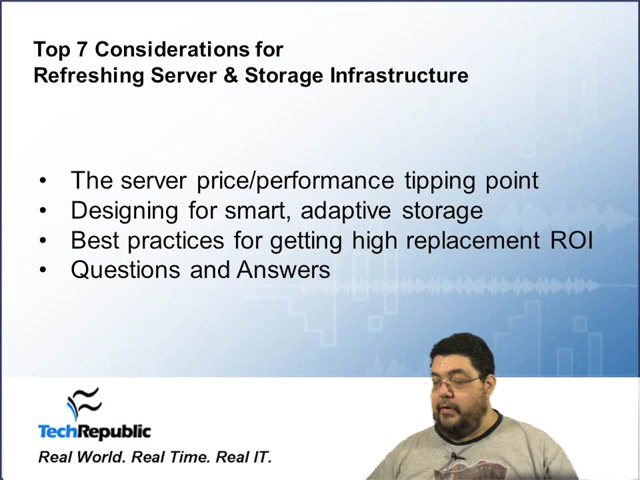 Top 7 Considerations for
Refreshing Server & Storage Infrastructure
• The server price/performance tipping point
• Designing for smart, adaptive storage
• Best practices for getting high replacement ROI
• Questions and Answers
TechRepublic
Real World. Real Time. Real IT.